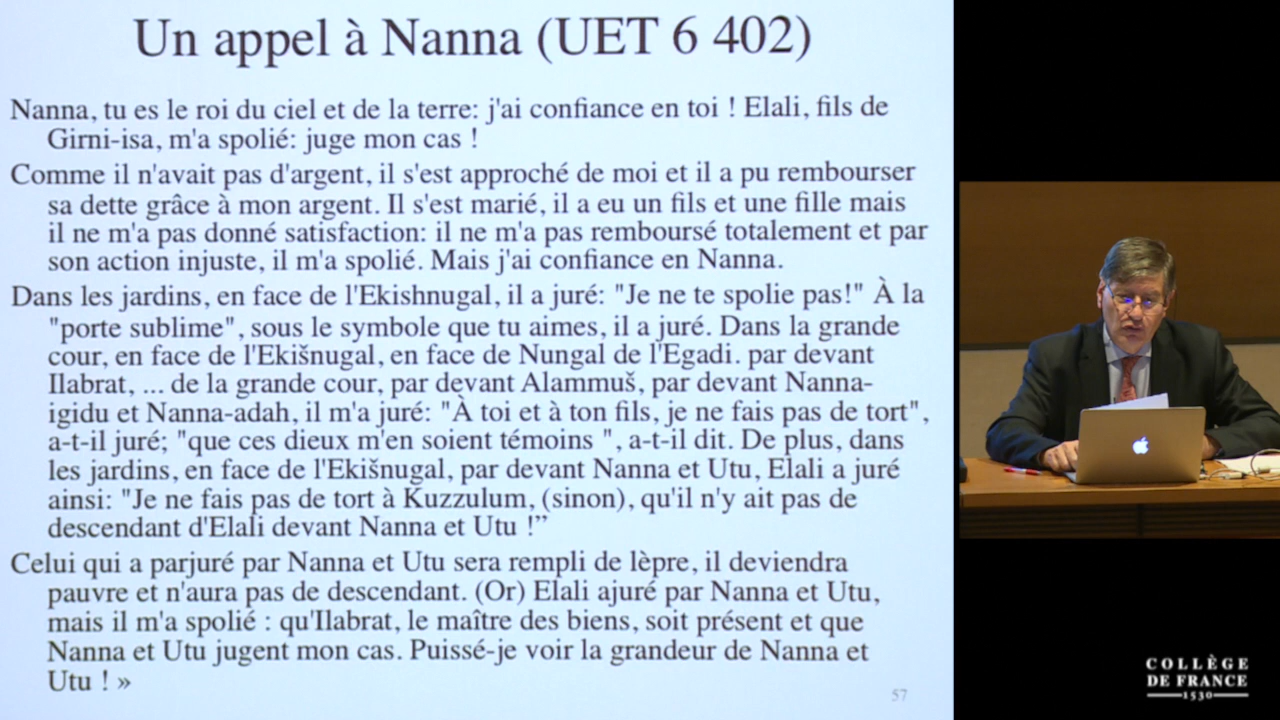 Un appel à Nanna (UET 6 402)
Nanna, tu es le roi du ciel et de la terre: j'ai confiance en toi ! Elali, fils de
Girni-isa, m'a spolié: juge mon cas !
Comme il n'avait pas d'argent, il s'est approché de moi et il a pu rembourser
sa dette grâce à mon argent. Il s'est marié, il a eu un fils et une fille mais
il ne m'a pas donné satisfaction: il ne m'a pas remboursé totalement et par
son action injuste, il m'a spolié. Mais j'ai confiance en Nanna.
Dans les jardins, en face de l'Ekishnugal, il a juré: "Je ne te spolie pas!" À la
"porte sublime", sous le symbole que tu aimes, il a juré. Dans la grande
cour, en face de l'Ekišnugal, en face de Nungal de l'Egadi. par devant
Ilabrat, ... de la grande cour, par devant Alammuš, par devant Nanna-
igidu et Nanna-adah, il m'a juré: "À toi et à ton fils, je ne fais pas de tort",
a-t-il juré; "que ces dieux m'en soient témoins ", a-t-il dit. De plus, dans
les jardins, en face de l'Ekišnugal, par devant Nanna et Utu, Elali a juré
ainsi: "Je ne fais pas de tort à Kuzzulum, (sinon), qu'il n'y ait pas de
descendant d'Elali devant Nanna et Utu !”
Celui qui a parjuré par Nanna et Utu sera rempli de lèpre, il deviendra
pauvre et n'aura pas de descendant. (Or) Elali ajuré par Nanna et Utu,
mais il m'a spolié : qu'Ilabrat, le maître des biens, soit présent et que
Nanna et Utu jugent mon cas. Puissé-je voir la grandeur de Nanna et
Utu ! »
57
COLLÈGE
DE FRANCE
1530